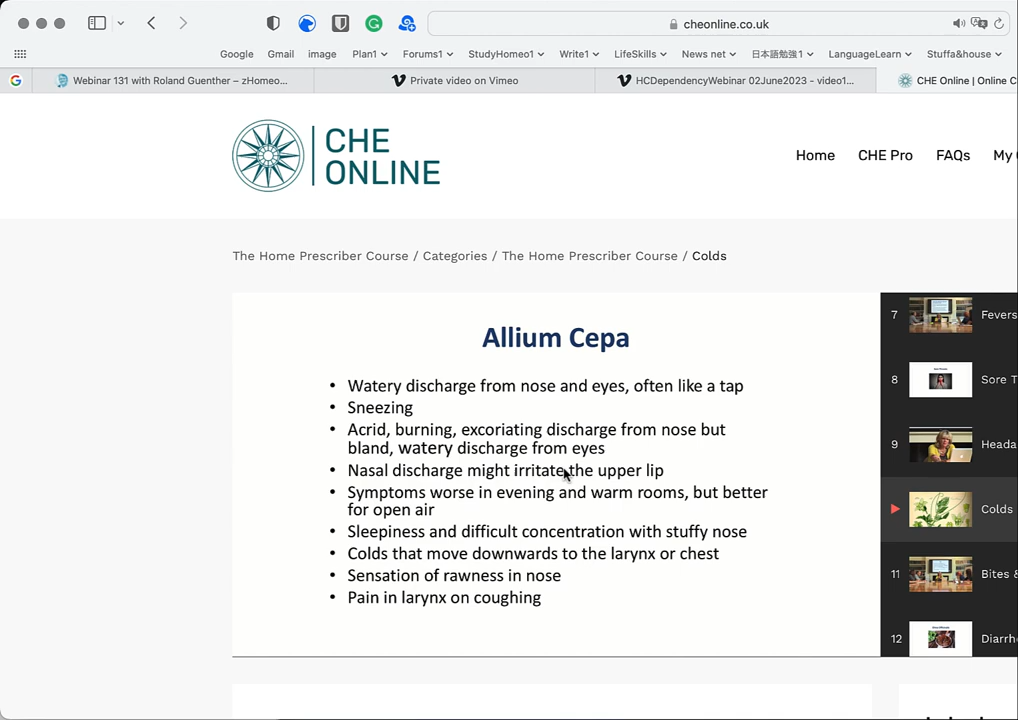 cheonline.co.uk
Google Gmail image Plan1 Forums1 StudyHomeo1 Write1 LifeSkills News net 日本語勉強1 LanguageLearn Stuffa&house
G Webinar 131 with Roland Guenther – zHomeo... Private video on Vimeo HCDependencyWebinar 02June2023 - video1... CHE Online | Online C
CHE
ONLINE
Home CHE Pro FAQs My
The Home Prescriber Course / Categories / The Home Prescriber Course / Colds
Allium Cepa
• Watery discharge from nose and eyes, often like a tap
• Sneezing
• Acrid, burning, excoriating discharge from nose but
bland, watery discharge from eyes
• Nasal discharge might irritate the upper lip
• Symptoms worse in evening and warm rooms, but better
for open air
• Sleepiness and difficult concentration with stuffy nose
• Colds that move downwards to the larynx or chest
• Sensation of rawness in nose
• Pain in larynx on coughing
7 Fevers
8 Sore T
9 Heada
Colds
11 Bites &
12 Diarrh